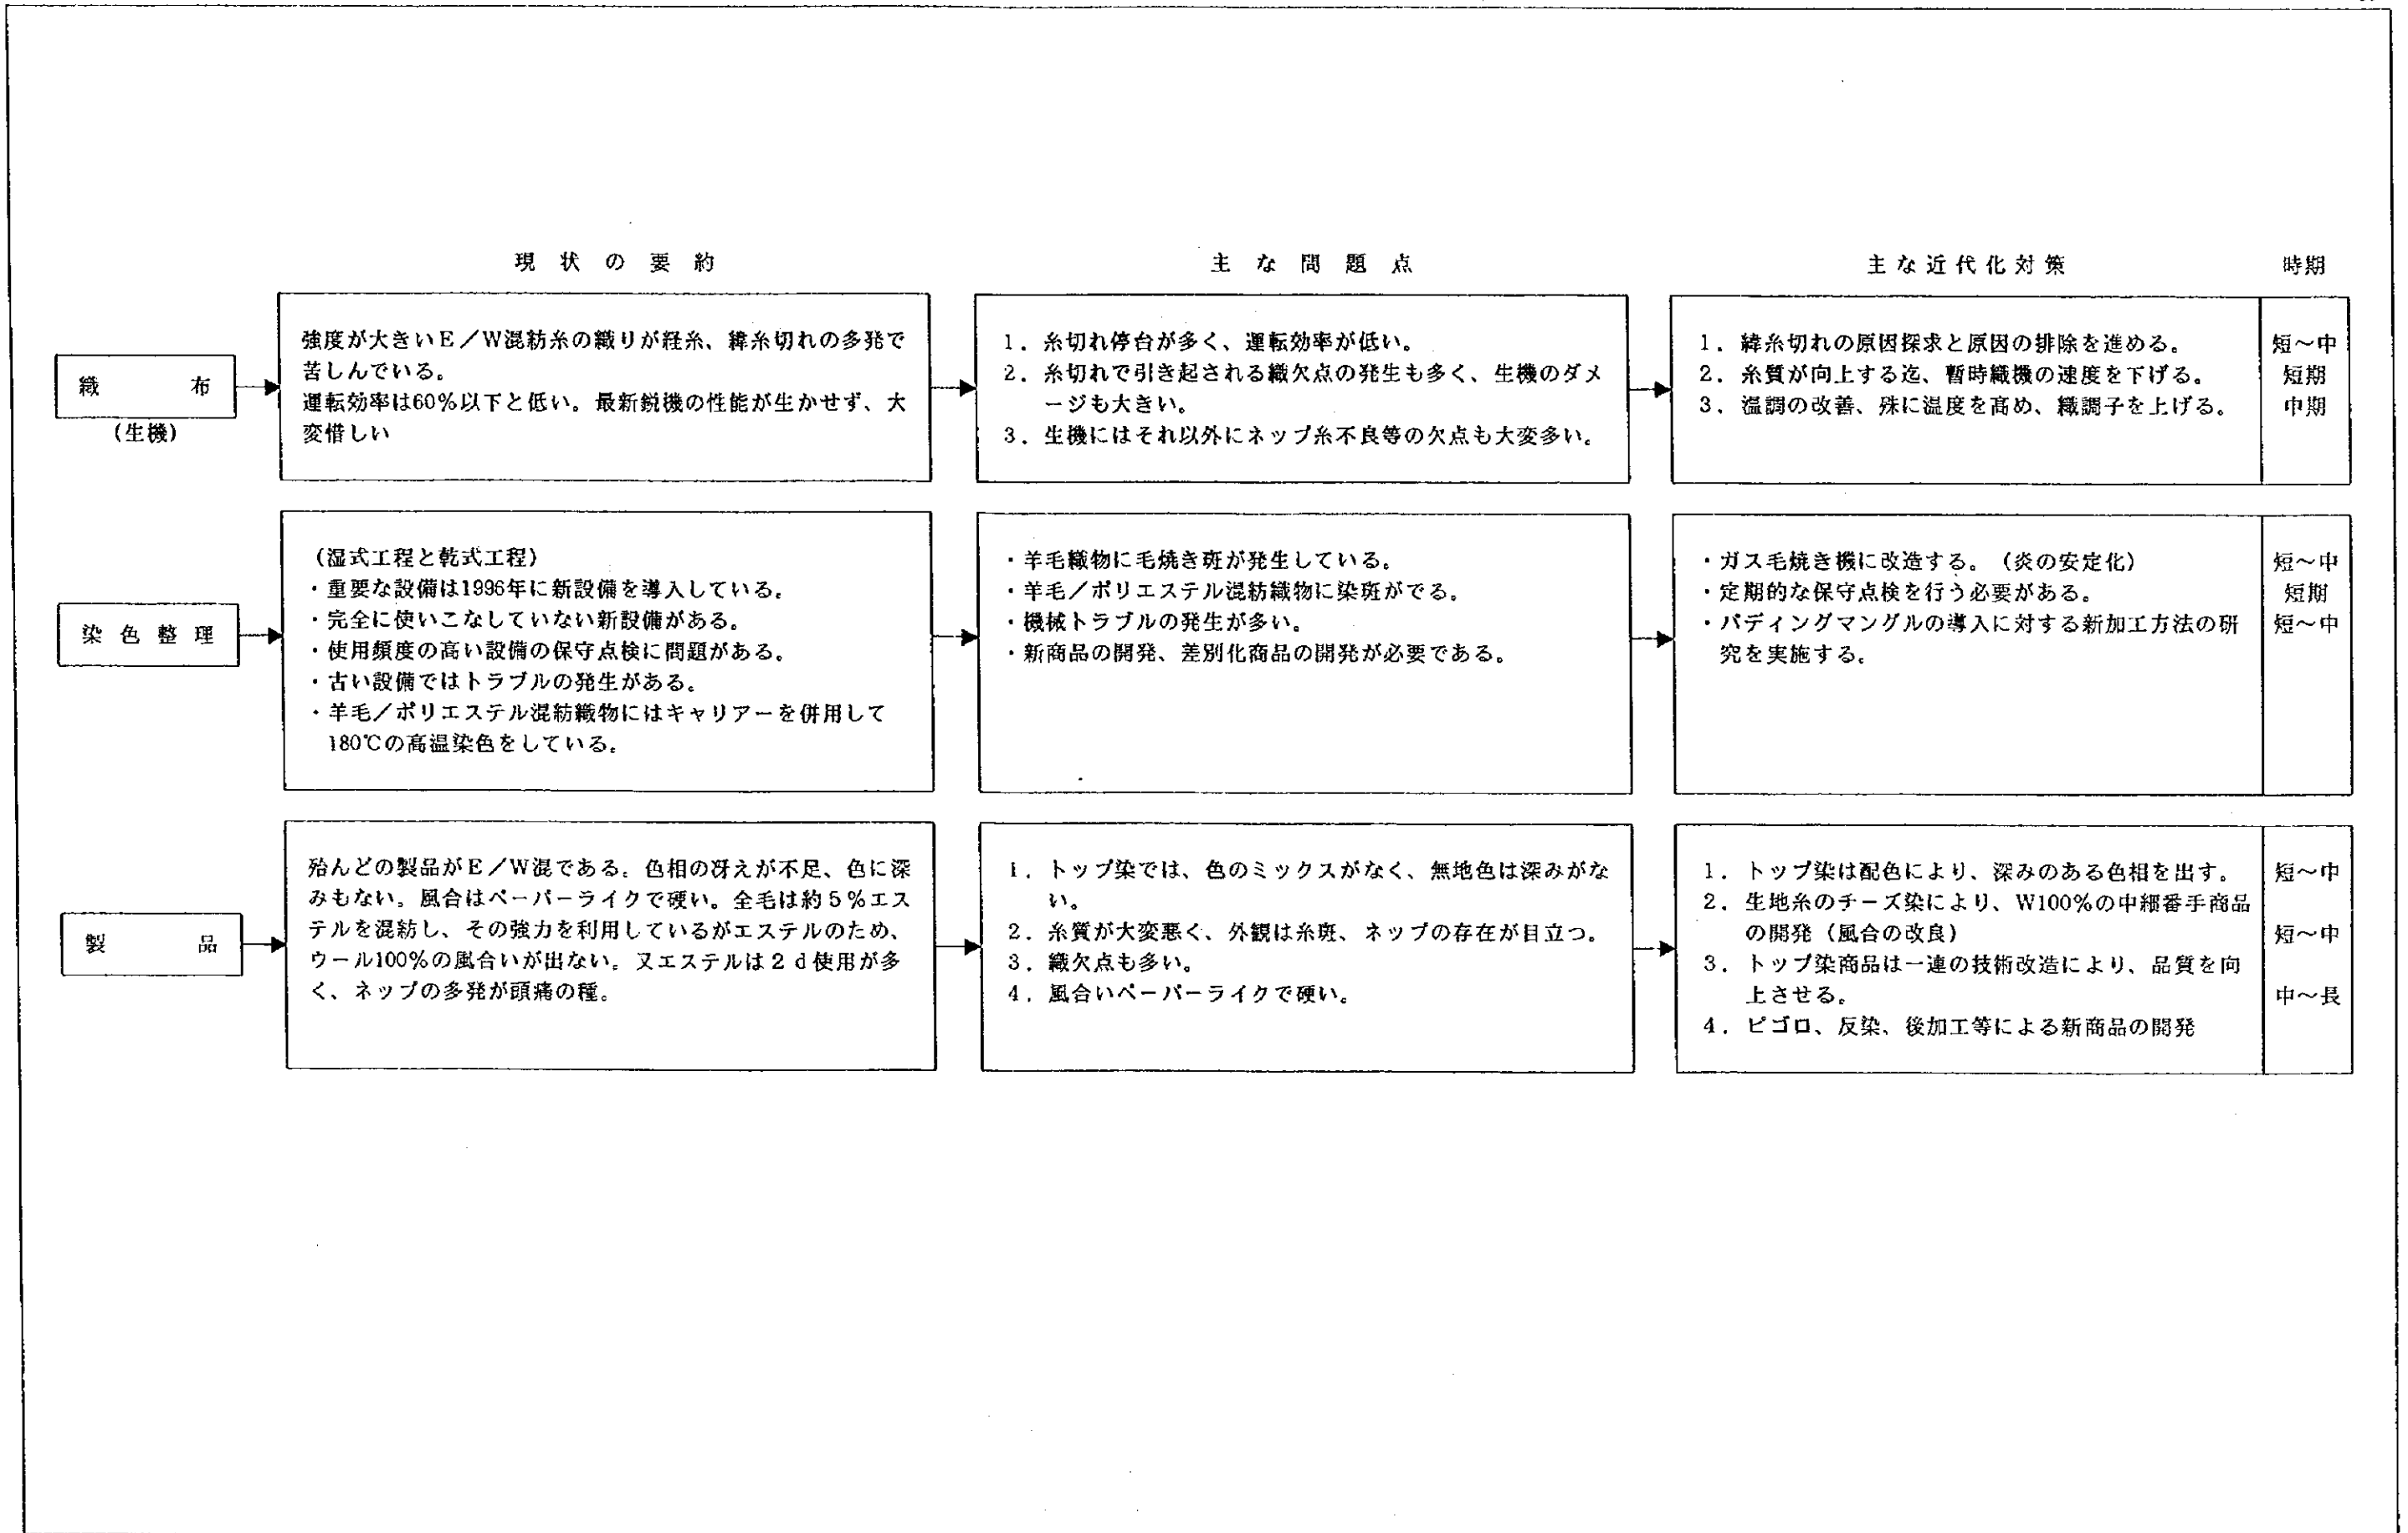 現状の要約
主な問題点
主な近代化対策
時期
織布
(生機)
強度が大きいE/W混紡糸の織りが経糸、緯糸切れの多発で
苦しんでいる。
運転効率は60%以下と低い。最新鋭機の性能が生かせず、大
変惜しい
1. 糸切れ停台が多く、運転効率が低い。
2. 糸切れで引き起される織欠点の発生も多く、生機のダメ
ージも大きい。
3. 生機にはそれ以外にネップ糸不良等の欠点も大変多い。
1. 緯糸切れの原因探求と原因の排除を進める。
2. 糸質が向上する迄、暫時織機の速度を下げる。
3. 温調の改善、殊に温度を高め、織調子を上げる。
短~中
短期
中期
染色整理
(湿式工程と乾式工程)
・重要な設備は1996年に新設備を導入している。
・完全に使いこなしていない新設備がある。
・使用頻度の高い設備の保守点検に問題がある。
・古い設備ではトラブルの発生がある。
・羊毛/ポリエステル混紡織物にはキャリアーを併用して
180℃の高温染色をしている。
・羊毛織物に毛焼き斑が発生している。
・羊毛/ポリエステル混紡織物に染斑がでる。
・機械トラブルの発生が多い。
・新商品の開発、差別化商品の開発が必要である。
・ガス毛焼き機に改造する。(炎の安定化)
・定期的な保守点検を行う必要がある。
・パディングマングルの導入に対する新加工方法の研
究を実施する。
短~中
短期
短~中
製品
殆んどの製品がE/W混である。色相の冴えが不足、色に深
みもない。風合はペーパーライクで硬い。全毛は約5%エス
テルを混紡し、その強力を利用しているがエステルのため、
ウール100%の風合いが出ない。又エステルは2d使用が多
く、ネップの多発が頭痛の種。
1. トップ染では、色のミックスがなく、無地色は深みがな
い。
2. 糸質が大変悪く、外観は糸斑、ネップの存在が目立つ。
3. 織欠点も多い。
4. 風合いペーパーライクで硬い。
1. トップ染は配色により、深みのある色相を出す。
2. 生地糸のチーズ染により、W100%の中細番手商品
の開発(風合の改良)
3. トップ染商品は一連の技術改造により、品質を向
上させる。
4. ピゴロ、反染、後加工等による新商品の開発
短~中
短~中
中~長